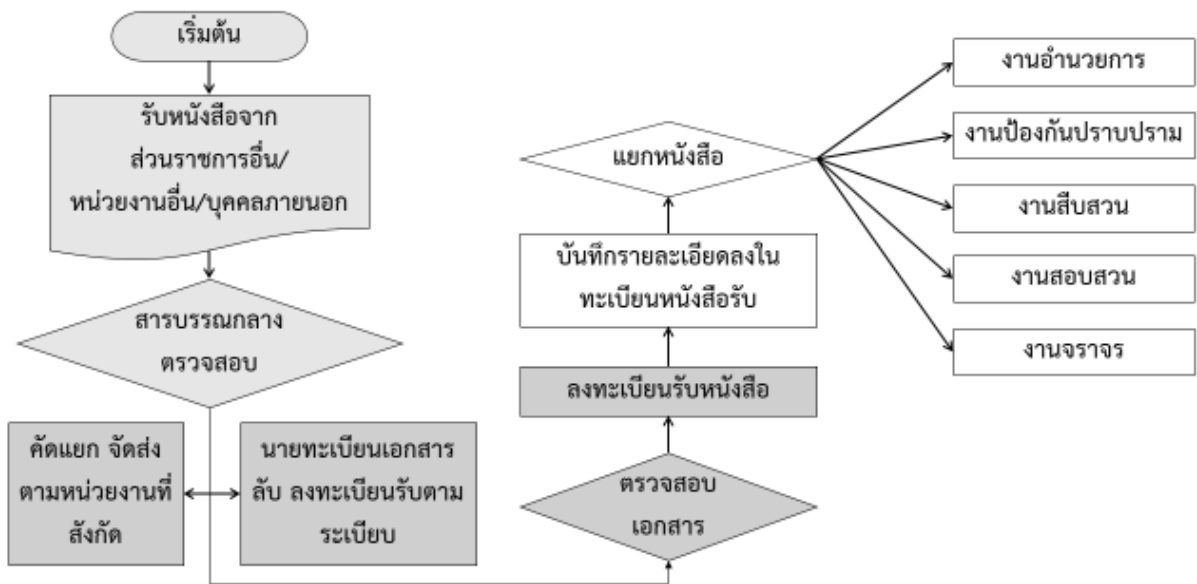 เริ่มต้น
รับหนังสือจาก
ส่วนราชการอื่น/
หน่วยงานอื่น/บุคคลภายนอก
สารบรรณกลาง
ตรวจสอบ
คัดแยก จัดส่ง
ตามหน่วยงานที่
สังกัด
นายทะเบียนเอกสาร
ลับ ลงทะเบียนรับตาม
ระเบียบ
ตรวจสอบ
เอกสาร
ลงทะเบียนรับหนังสือ
บันทึกรายละเอียดลงใน
ทะเบียนหนังสือรับ
แยกหนังสือ
งานอำนวยการ
งานป้องกันปราบปราม
งานสืบสวน
งานสอบสวน
งานจราจร